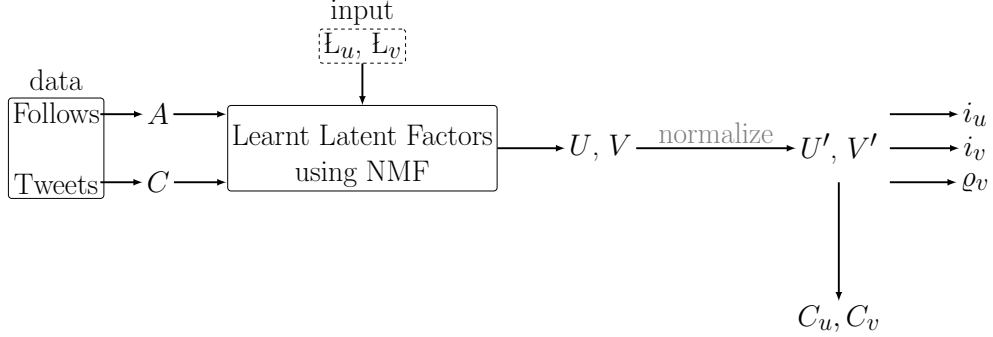 input
Ł_u, Ł_v
data
Follows
A
Learnt Latent Factors
using NMF
Tweets
C
U, V
normalize
U′, V′
i_u
i_v
ϱ_v
C_u, C_v